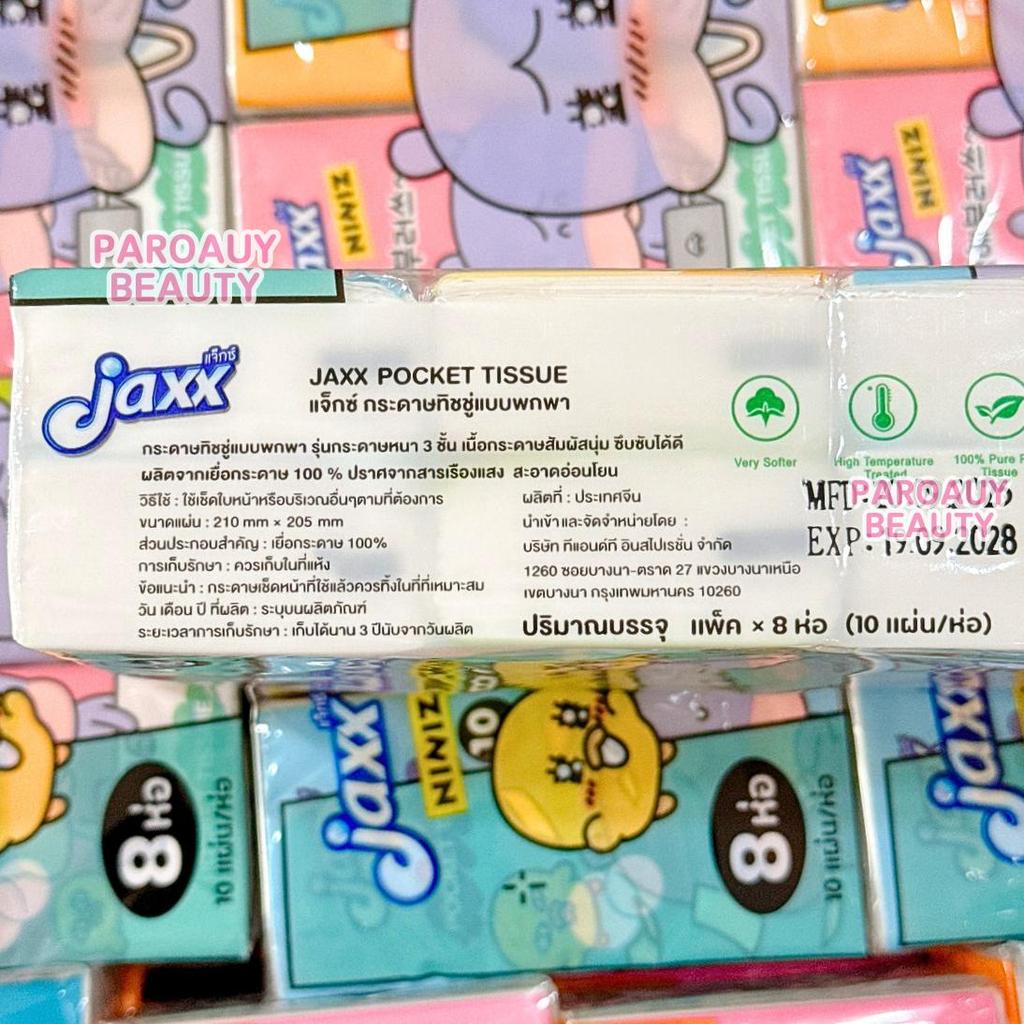 jaxx
NINIZ
jaxx
NINIZ
PAROAUY
BEAUTY
แจ็กซ์
jaxx
JAXX POCKET TISSUE
แจ็กซ์ กระดาษทิชชู่แบบพกพา
กระดาษทิชชู่แบบพกพา รุ่นกระดาษหนา 3 ชั้น เนื้อกระดาษสัมผัสนุ่ม ซึบซับได้ดี
ผลิตจากเยื่อกระดาษ 100 % ปราศจากสารเรืองแสง สะอาดอ่อนโยน
วิธีใช้ : ใช้เช็ดใบหน้าหรือบริเวณอื่นๆตามที่ต้องการ
ขนาดแผ่น : 210 mm × 205 mm
ส่วนประกอบสำคัญ : เยื่อกระดาษ 100%
การเก็บรักษา : ควรเก็บในที่แห้ง
ข้อแนะนำ : กระดาษเช็ดหน้าที่ใช้แล้วควรทิ้งในที่ที่เหมาะสม
วัน เดือน ปี ที่ผลิต : ระบุบนผลิตภัณฑ์
ระยะเวลาการเก็บรักษา : เก็บได้นาน 3 ปีนับจากวันผลิต
ผลิตที่ : ประเทศจีน
นำเข้าและจัดจำหน่ายโดย :
บริษัท ทีแอนด์ที อินสไปเรชั่น จำกัด
1260 ซอยบางนา-ตราด 27 แขวงบางนาเหนือ
เขตบางนา กรุงเทพมหานคร 10260
ปริมาณบรรจุ แพ็ค × 8 ห่อ (10 แผ่น/ห่อ)
Very Softer
High Temperature
Treated
100% Pure
Tissue
PAROAUY
BEAUTY
EXP. 19.09.2028
8 ห่อ
10 แผ่น/ห่อ
jaxx
NINIZ
10
8 ห่อ
10 แผ่น/ห่อ
jaxx